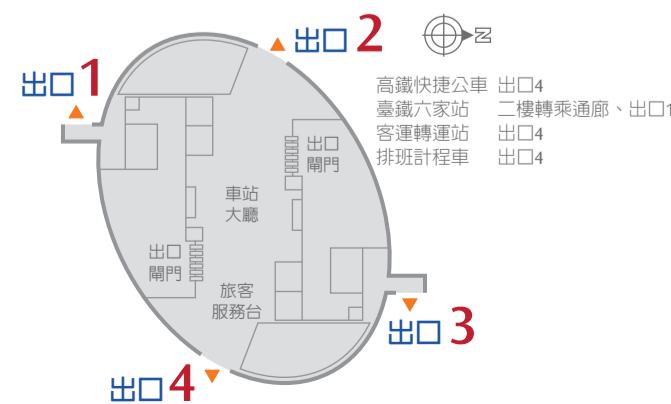 出口1
出口2
N
高鐵快捷公車 出口4
臺鐵六家站 二樓轉乘通廊、出口1
客運轉運站 出口4
排班計程車 出口4
出口
閘門
車站
大廳
出口
閘門
旅客
服務台
出口3
出口4